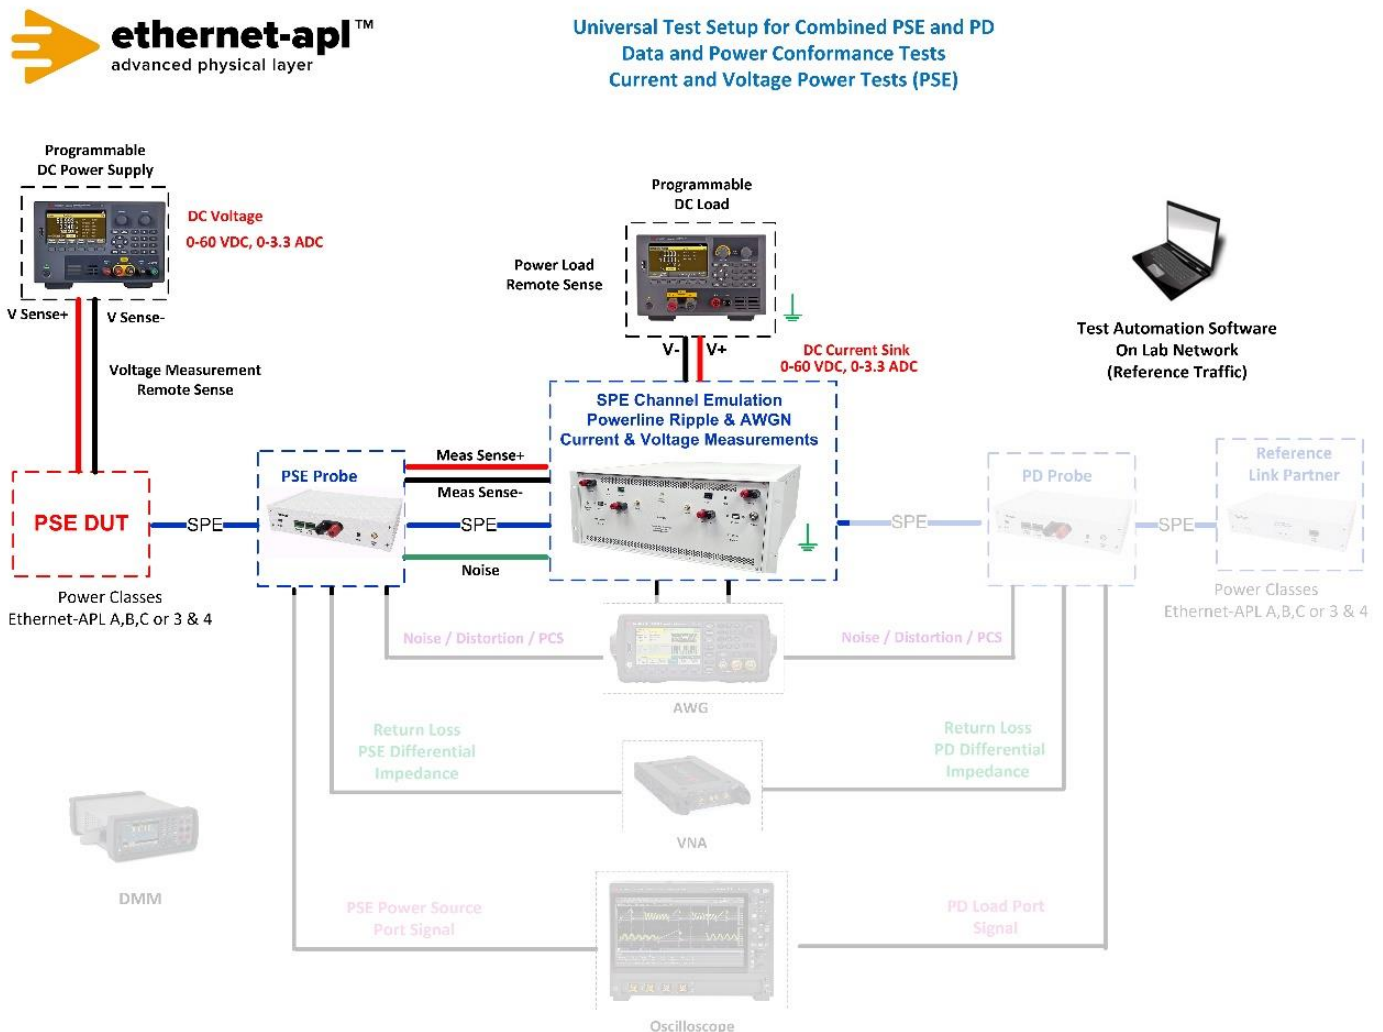 ethernet-apl™
advanced physical layer
Universal Test Setup for Combined PSE and PD
Data and Power Conformance Tests
Current and Voltage Power Tests (PSE)
Programmable
DC Power Supply
DC Voltage
0-60 VDC, 0-3.3 ADC
V Sense+
V Sense-
Voltage Measurement
Remote Sense
Programmable
DC Load
Power Load
Remote Sense
V-
V+
DC Current Sink
0-60 VDC, 0-3.3 ADC
Test Automation Software
On Lab Network
(Reference Traffic)
SPE Channel Emulation
Powerline Ripple & AWGN
Current & Voltage Measurements
PSE DUT
SPE
PSE Probe
Meas Sense+
Meas Sense-
SPE
Noise
SPE
PD Probe
SPE
Reference
Link Partner
Power Classes
Ethernet-APL A,B,C or 3 & 4
Power Classes
Ethernet-APL A,B,C or 3 & 4
Noise / Distortion / PCS
Noise / Distortion / PCS
AWG
Return Loss
PSE Differential
Impedance
Return Loss
PD Differential
Impedance
VNA
DMM
PSE Power Source
Port Signal
PD Load Port
Signal
Oscilloscope